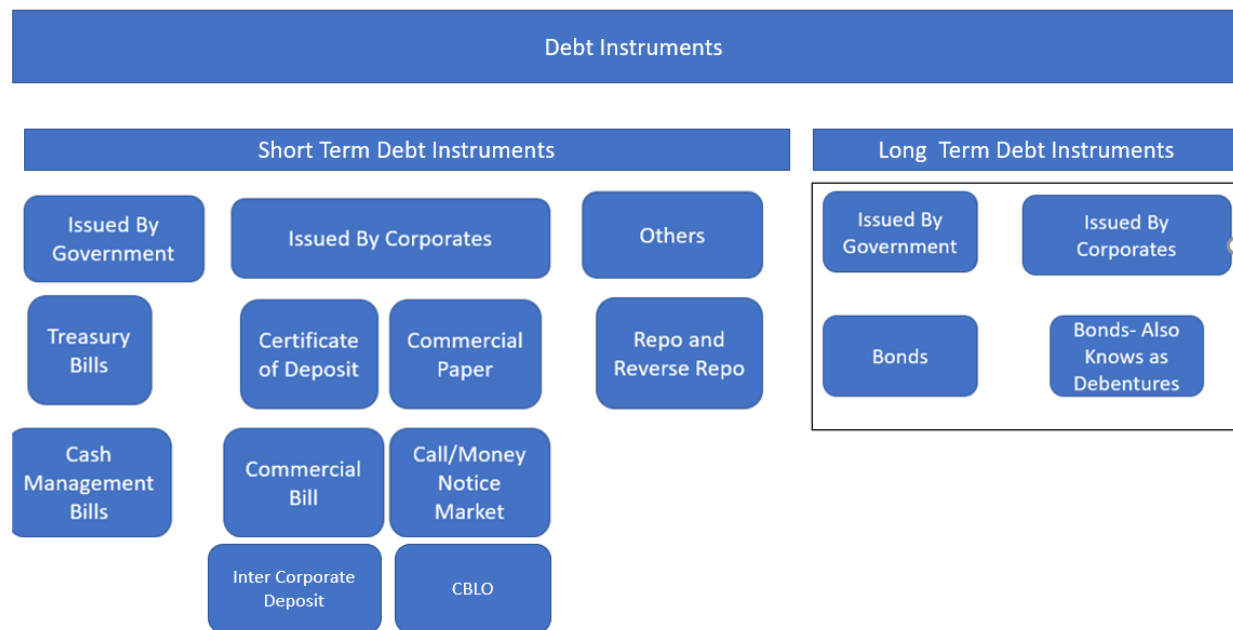 Debt Instruments
Short Term Debt Instruments
Long Term Debt Instruments
Issued By
Government
Issued By Corporates
Others
Issued By
Government
Issued By
Corporates
Treasury
Bills
Certificate
of Deposit
Commercial
Paper
Repo and
Reverse Repo
Bonds
Bonds- Also
Knows as
Debentures
Cash
Management
Bills
Commercial
Bill
Call/Money
Notice
Market
Inter Corporate
Deposit
CBLO